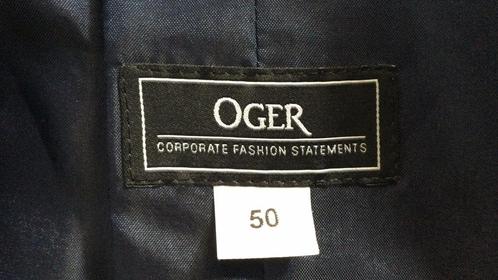 OGER
CORPORATE FASHION STATEMENTS
50